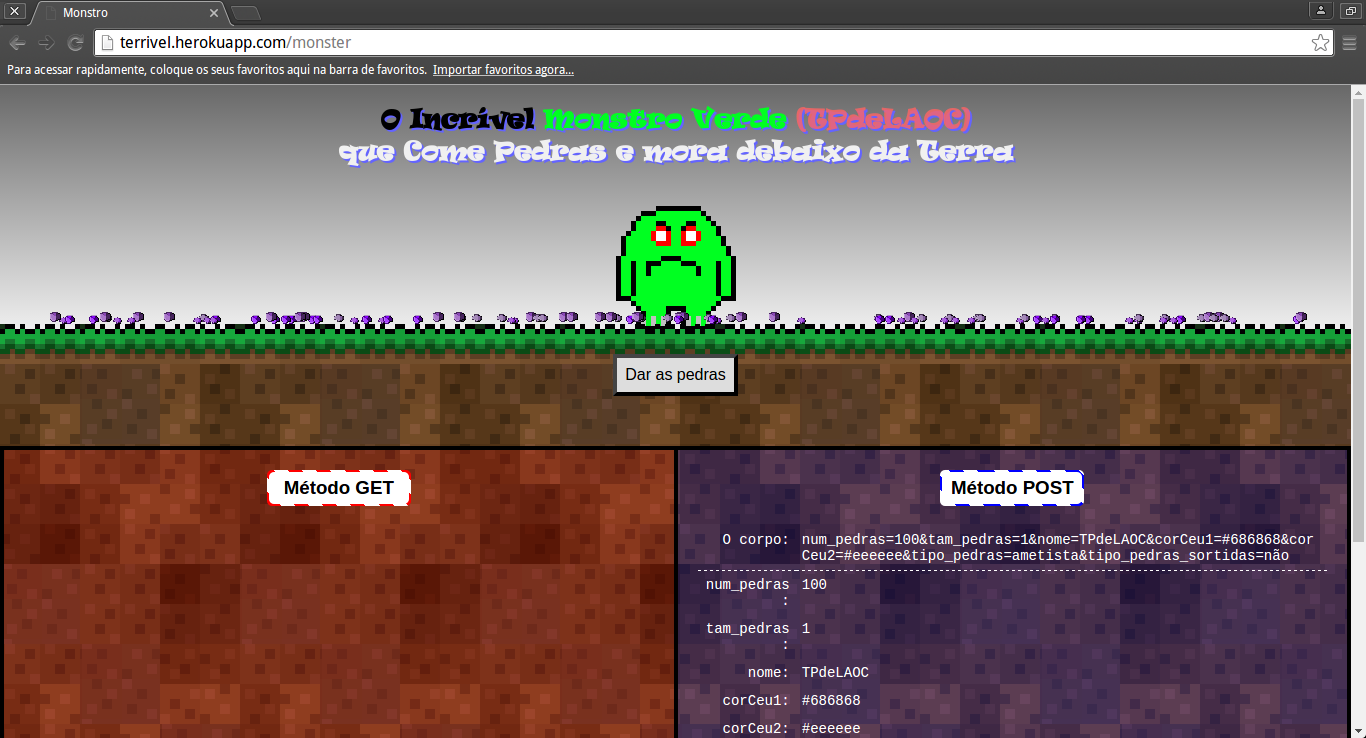 Monstro
terrivel.herokuapp.com/monster
Para acessar rapidamente, coloque os seus favoritos aqui na barra de favoritos. Importar favoritos agora...
O Incrível Monstro Verde (TPdeLAOC)
que Come Pedras e mora debaixo da Terra
Dar as pedras
Método GET
Método POST
O corpo: num_pedras=100&tam_pedras=1&nome=TPdeLAOC&corCeu1=#686868&cor
Ceu2=#eeeeee&tipo_pedras=ametista&tipo_pedras_sortidas=não
num_pedras 100
:
tam_pedras 1
:
nome: TPdeLAOC
corCeu1: #686868
corCeu2: #eeeeee